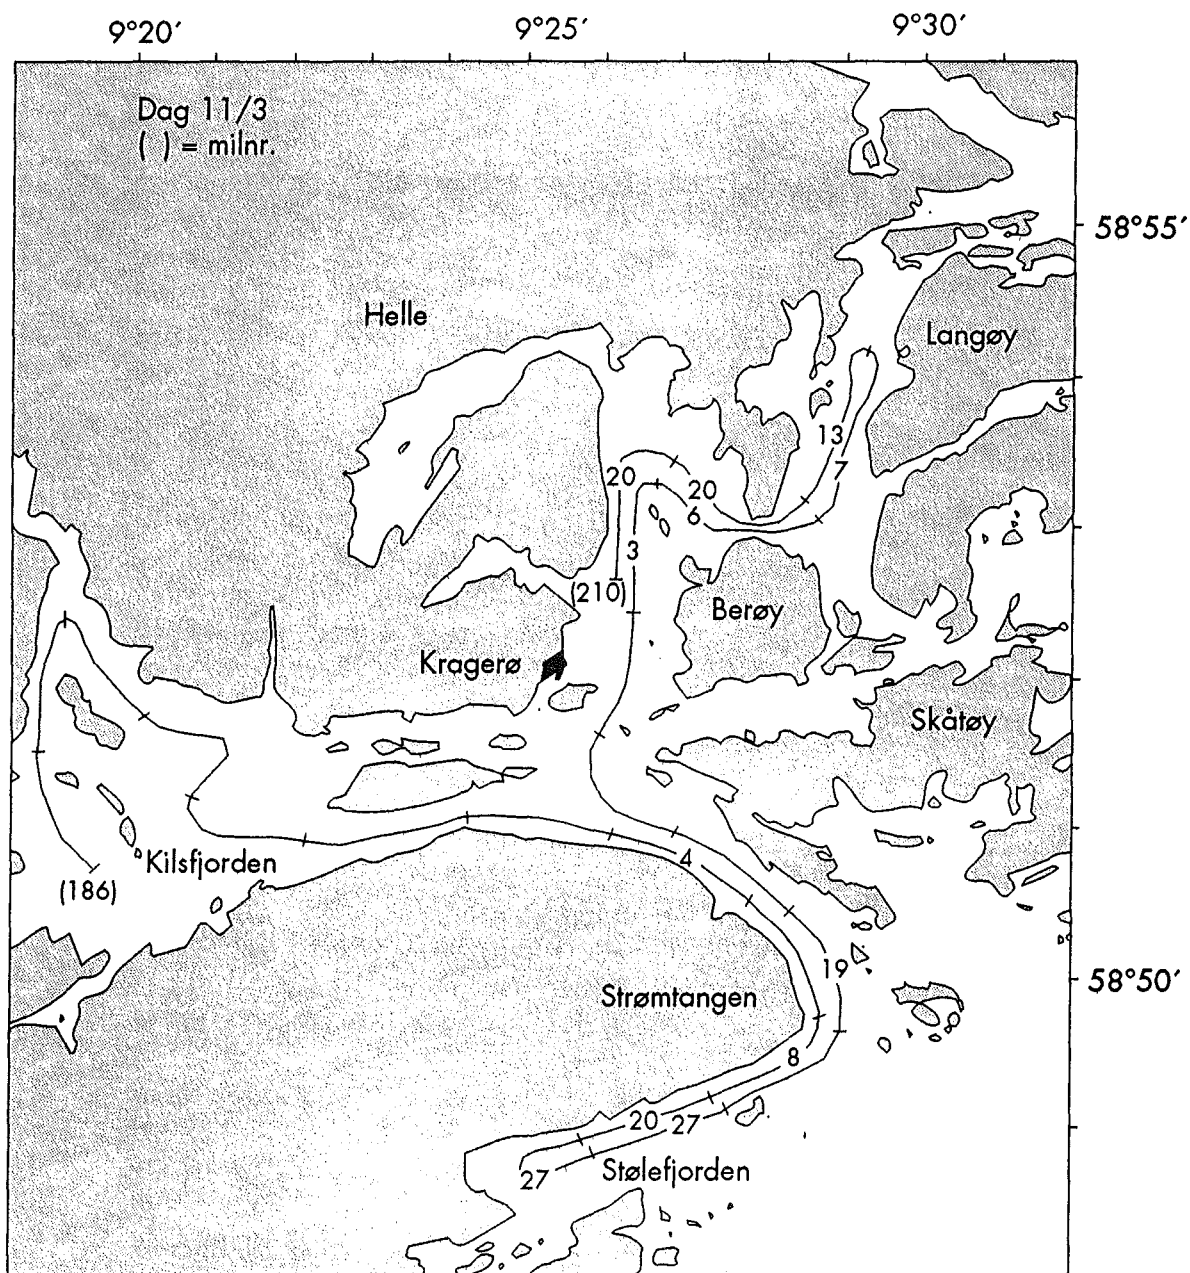 9°20′ 9°25′ 9°30′
Dag 11/3
( ) = milnr.
58°55′
Helle
Langøy
13
7
20
20
6
3
(210)
Berøy
Kragerø
Skåtøy
4
Kilsfjorden
(186)
19
58°50′
Strømtangen
8
20
27
27
Stølefjorden